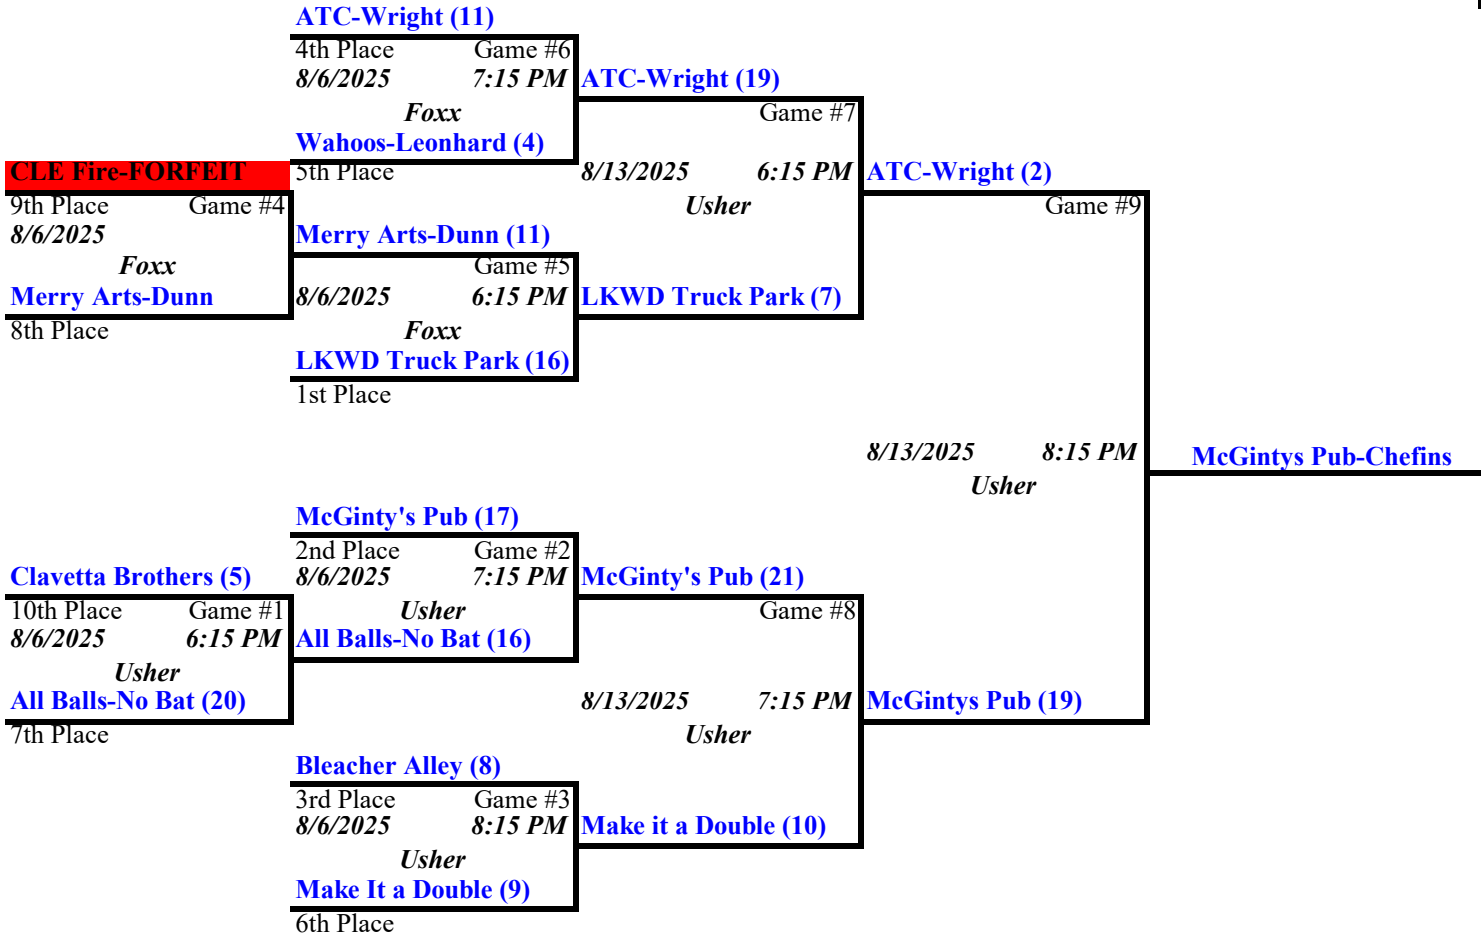 ATC-Wright (11)
4th Place Game #6
8/6/2025 7:15 PM
ATC-Wright (19)
Foxx
Game #7
Wahoos-Leonhard (4)
CLE Fire-FORFEIT
5th Place
8/13/2025 6:15 PM
ATC-Wright (2)
9th Place Game #4
Usher
Game #9
8/6/2025
Merry Arts-Dunn (11)
Foxx
Game #5
Merry Arts-Dunn
8/6/2025 6:15 PM
LKWD Truck Park (7)
8th Place
Foxx
LKWD Truck Park (16)
1st Place
8/13/2025 8:15 PM
McGintys Pub-Chefins
Usher
McGinty's Pub (17)
2nd Place Game #2
Clavetta Brothers (5)
8/6/2025 7:15 PM
McGinty's Pub (21)
10th Place Game #1
Usher
Game #8
8/6/2025 6:15 PM
All Balls-No Bat (16)
Usher
All Balls-No Bat (20)
8/13/2025 7:15 PM
McGintys Pub (19)
7th Place
Usher
Bleacher Alley (8)
3rd Place Game #3
8/6/2025 8:15 PM
Make it a Double (10)
Usher
Make It a Double (9)
6th Place